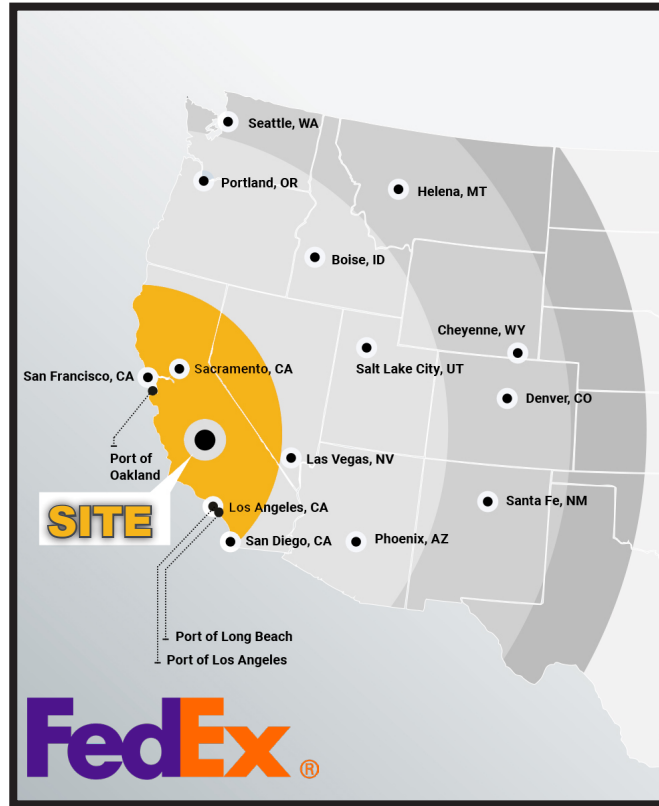 Seattle, WA
Portland, OR
Helena, MT
Boise, ID
Cheyenne, WY
Salt Lake City, UT
San Francisco, CA
Sacramento, CA
Denver, CO
Port of
Oakland
Las Vegas, NV
SITE
Los Angeles, CA
Santa Fe, NM
San Diego, CA
Phoenix, AZ
Port of Long Beach
Port of Los Angeles
FedEx®